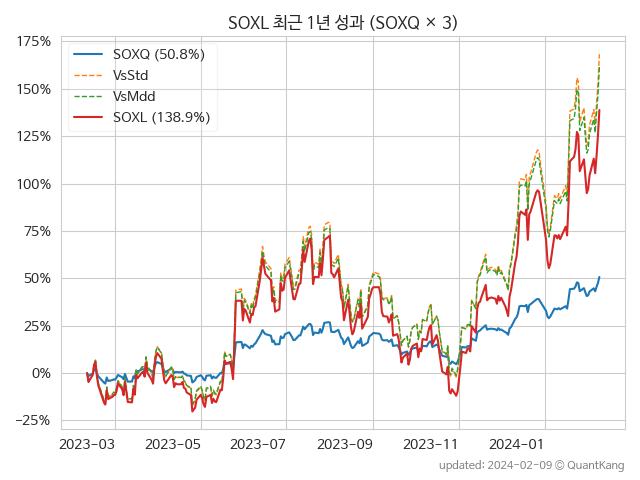 SOXL 최근 1년 성과 (SOXQ × 3)
175%
150%
125%
100%
75%
50%
25%
0%
−25%
SOXQ (50.8%)
VsStd
VsMdd
SOXL (138.9%)
2023-03
2023-05
2023-07
2023-09
2023-11
2024-01
updated: 2024-02-09 @ QuantKang